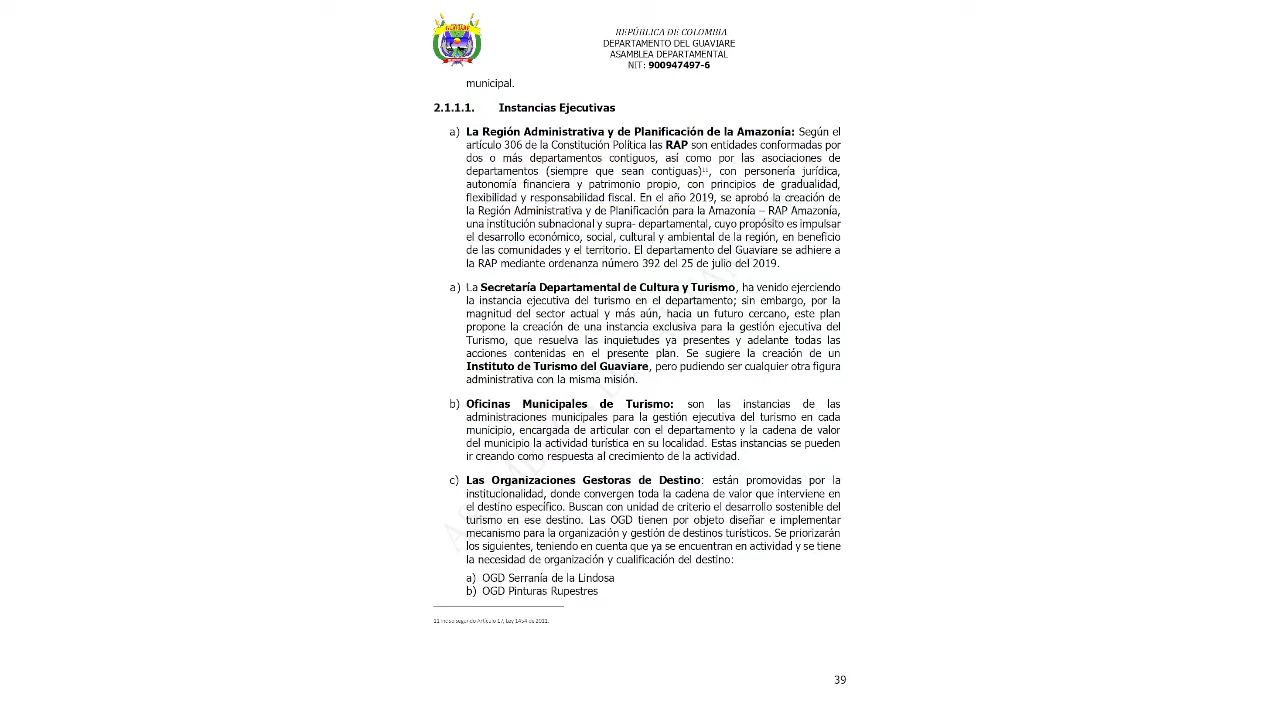 REPÚBLICA DE COLOMBIA
DEPARTAMENTO DEL GUAVIARE
ASAMBLEA DEPARTAMENTAL
NIT: 900947497-6
municipal.
2.1.1.1. Instancias Ejecutivas
a) La Región Administrativa y de Planificación de la Amazonía: Según el
artículo 306 de la Constitución Política las RAP son entidades conformadas por
dos o más departamentos contiguos, así como por las asociaciones de
departamentos (siempre que sean contiguas)11, con personería jurídica,
autonomía financiera y patrimonio propio, con principios de gradualidad,
flexibilidad y responsabilidad fiscal. En el año 2019, se aprobó la creación de
la Región Administrativa y de Planificación para la Amazonía – RAP Amazonía,
una institución subnacional y supra- departamental, cuyo propósito es impulsar
el desarrollo económico, social, cultural y ambiental de la región, en beneficio
de las comunidades y el territorio. El departamento del Guaviare se adhiere a
la RAP mediante ordenanza número 392 del 25 de julio del 2019.
a) La Secretaría Departamental de Cultura y Turismo, ha venido ejerciendo
la instancia ejecutiva del turismo en el departamento; sin embargo, por la
magnitud del sector actual y más aún, hacia un futuro cercano, este plan
propone la creación de una instancia exclusiva para la gestión ejecutiva del
Turismo, que resuelva las inquietudes ya presentes y adelante todas las
acciones contenidas en el presente plan. Se sugiere la creación de un
Instituto de Turismo del Guaviare, pero pudiendo ser cualquier otra figura
administrativa con la misma misión.
b) Oficinas Municipales de Turismo: son las instancias de las
administraciones municipales para la gestión ejecutiva del turismo en cada
municipio, encargada de articular con el departamento y la cadena de valor
del municipio la actividad turística en su localidad. Estas instancias se pueden
ir creando como respuesta al crecimiento de la actividad.
c) Las Organizaciones Gestoras de Destino: están promovidas por la
institucionalidad, donde convergen toda la cadena de valor que interviene en
el destino específico. Buscan con unidad de criterio el desarrollo sostenible del
turismo en ese destino. Las OGD tienen por objeto diseñar e implementar
mecanismo para la organización y gestión de destinos turísticos. Se priorizarán
los siguientes, teniendo en cuenta que ya se encuentran en actividad y se tiene
la necesidad de organización y cualificación del destino:
a) OGD Serranía de la Lindosa
b) OGD Pinturas Rupestres
11 Inciso segundo Artículo 17, Ley 1454 de 2011.
39